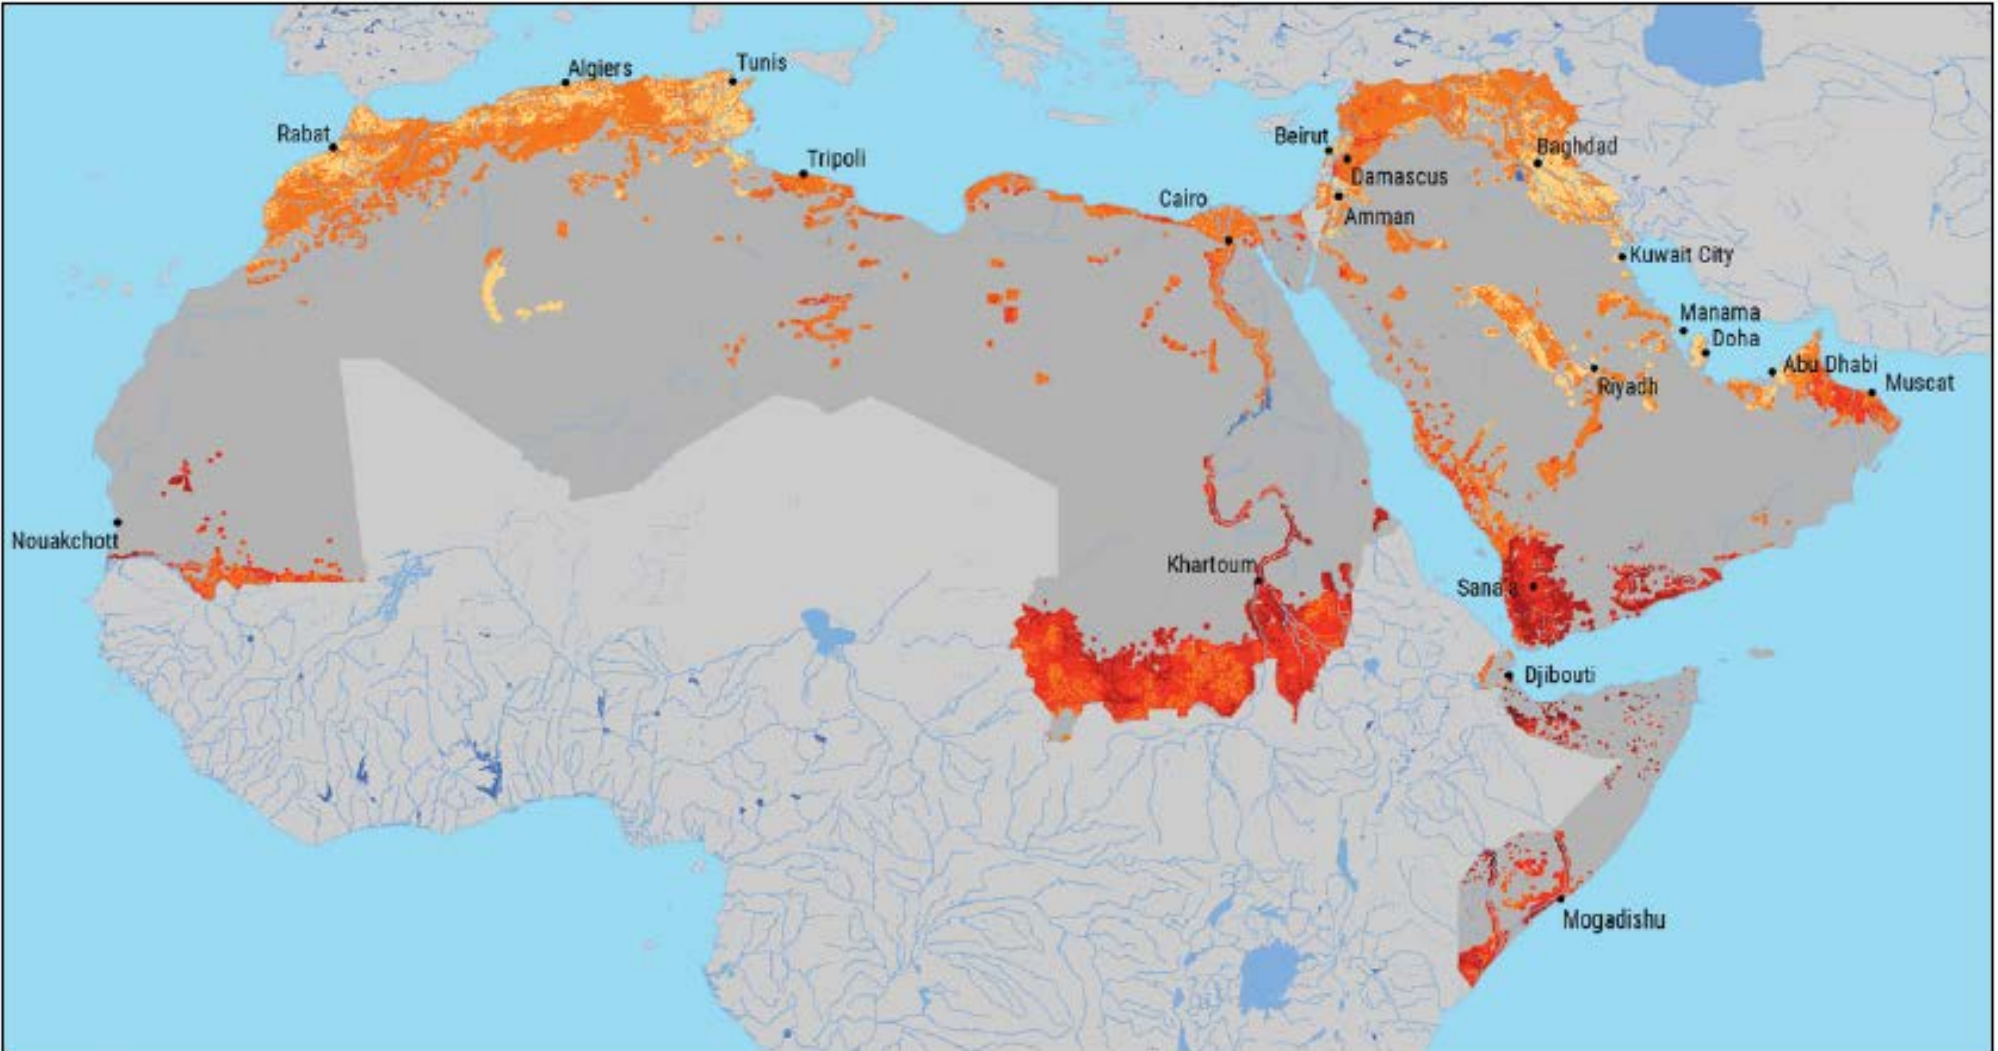 Algiers
Tunis
Rabat
Tripoli
Beirut
Baghdad
Damascus
Cairo
Amman
Kuwait City
Manama
Doha
Abu Dhabi
Riyadh
Muscat
Nouakchott
Khartoum
Sana'a
Djibouti
Mogadishu